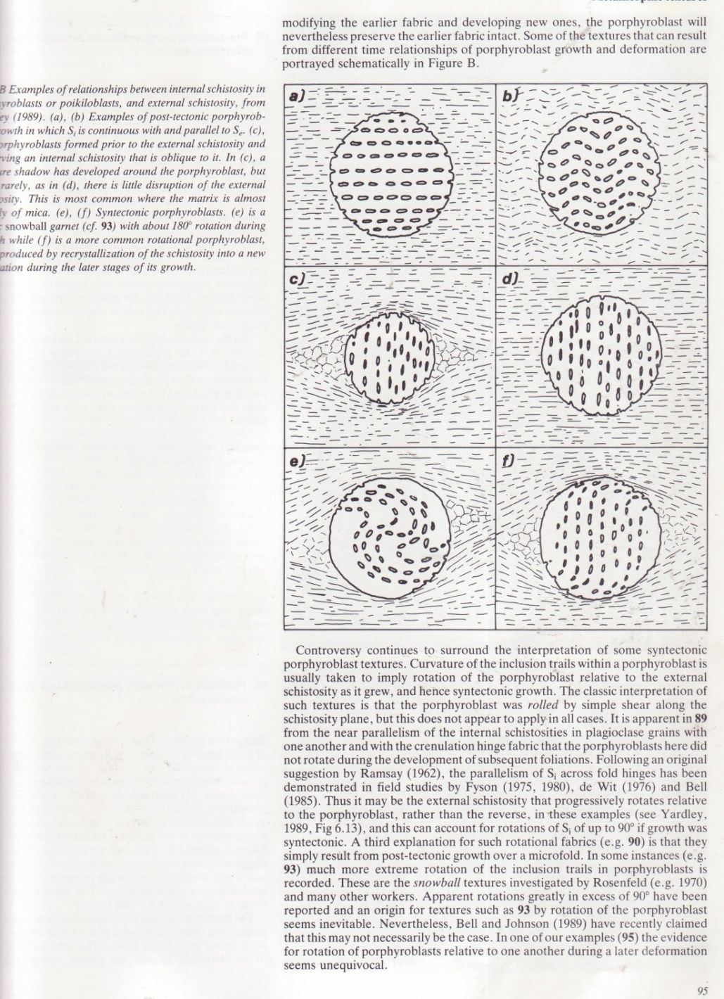 modifying the earlier fabric and developing new ones, the porphyroblast will
nevertheless preserve the earlier fabric intact. Some of the textures that can result
from different time relationships of porphyroblast growth and deformation are
portrayed schematically in Figure B.
B Examples of relationships between internal schistosity in
yroblasts or poikiloblasts, and external schistosity, from
ey (1989). (a), (b) Examples of post-tectonic porphyrob-
owth in which Si is continuous with and parallel to Se. (c),
orphyroblasts formed prior to the external schistosity and
ving an internal schistosity that is oblique to it. In (c), a
re shadow has developed around the porphyroblast, but
rarely, as in (d), there is little disruption of the external
osity. This is most common where the matrix is almost
ly of mica. (e), (f) Syntectonic porphyroblasts. (e) is a
snowball garnet (cf. 93) with about 180° rotation during
h while (f) is a more common rotational porphyroblast,
produced by recrystallization of the schistosity into a new
ation during the later stages of its growth.
a)
b)
c)
d)
e)
f)
Controversy continues to surround the interpretation of some syntectonic
porphyroblast textures. Curvature of the inclusion trails within a porphyroblast is
usually taken to imply rotation of the porphyroblast relative to the external
schistosity as it grew, and hence syntectonic growth. The classic interpretation of
such textures is that the porphyroblast was rolled by simple shear along the
schistosity plane, but this does not appear to apply in all cases. It is apparent in 89
from the near parallelism of the internal schistosities in plagioclase grains with
one another and with the crenulation hinge fabric that the porphyroblasts here did
not rotate during the development of subsequent foliations. Following an original
suggestion by Ramsay (1962), the parallelism of Si across fold hinges has been
demonstrated in field studies by Fyson (1975, 1980), de Wit (1976) and Bell
(1985). Thus it may be the external schistosity that progressively rotates relative
to the porphyroblast, rather than the reverse, in these examples (see Yardley,
1989, Fig 6.13), and this can account for rotations of Si of up to 90° if growth was
syntectonic. A third explanation for such rotational fabrics (e.g. 90) is that they
simply result from post-tectonic growth over a microfold. In some instances (e.g.
93) much more extreme rotation of the inclusion trails in porphyroblasts is
recorded. These are the snowball textures investigated by Rosenfeld (e.g. 1970)
and many other workers. Apparent rotations greatly in excess of 90° have been
reported and an origin for textures such as 93 by rotation of the porphyroblast
seems inevitable. Nevertheless, Bell and Johnson (1989) have recently claimed
that this may not necessarily be the case. In one of our examples (95) the evidence
for rotation of porphyroblasts relative to one another during a later deformation
seems unequivocal.
95